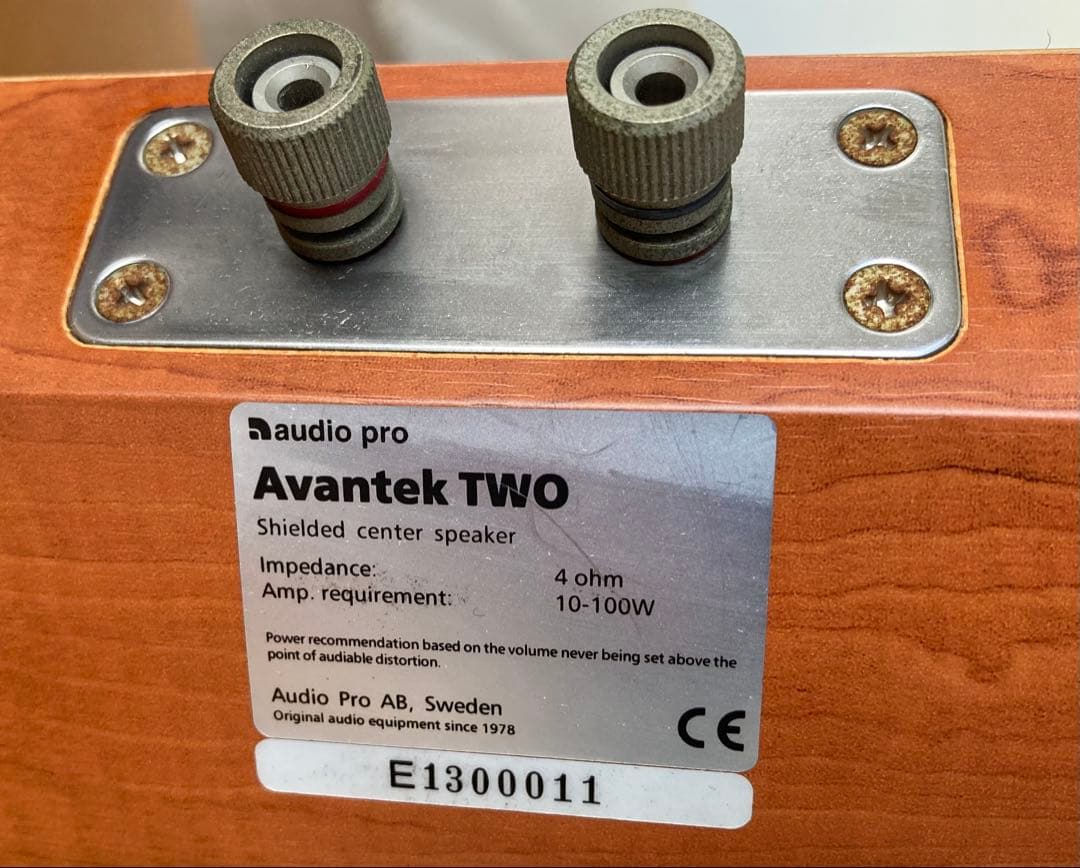 audio pro
Avantek TWO
Shielded center speaker
Impedance: 4 ohm
Amp. requirement: 10-100W
Power recommendation based on the volume never being set above the
point of audiable distortion.
Audio Pro AB, Sweden
Original audio equipment since 1978
CE
E1300011